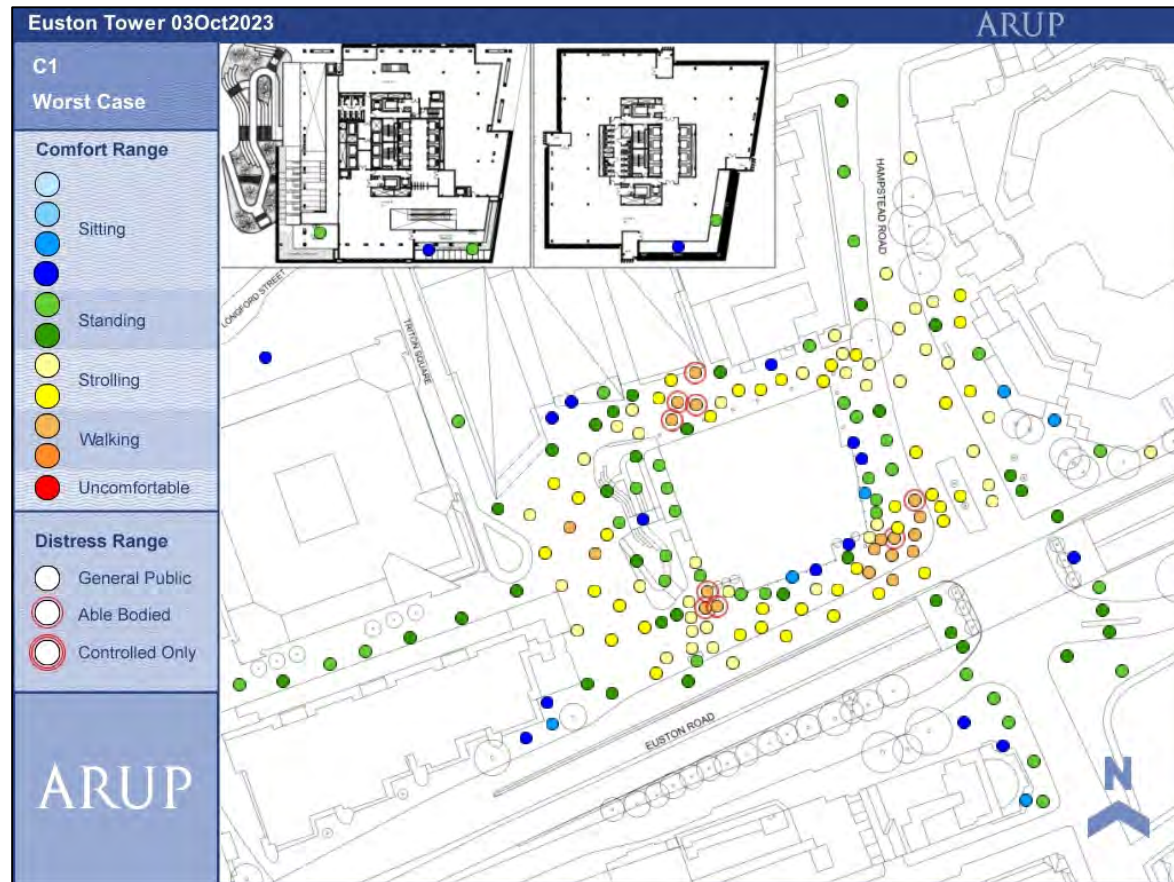 Euston Tower 03Oct2023
ARUP
C1
Worst Case
Comfort Range
Sitting
Standing
Strolling
Walking
Uncomfortable
Distress Range
General Public
Able Bodied
Controlled Only
ARUP
LONGFORD STREET
TRITON SQUARE
HAMPSTEAD ROAD
EUSTON ROAD
N